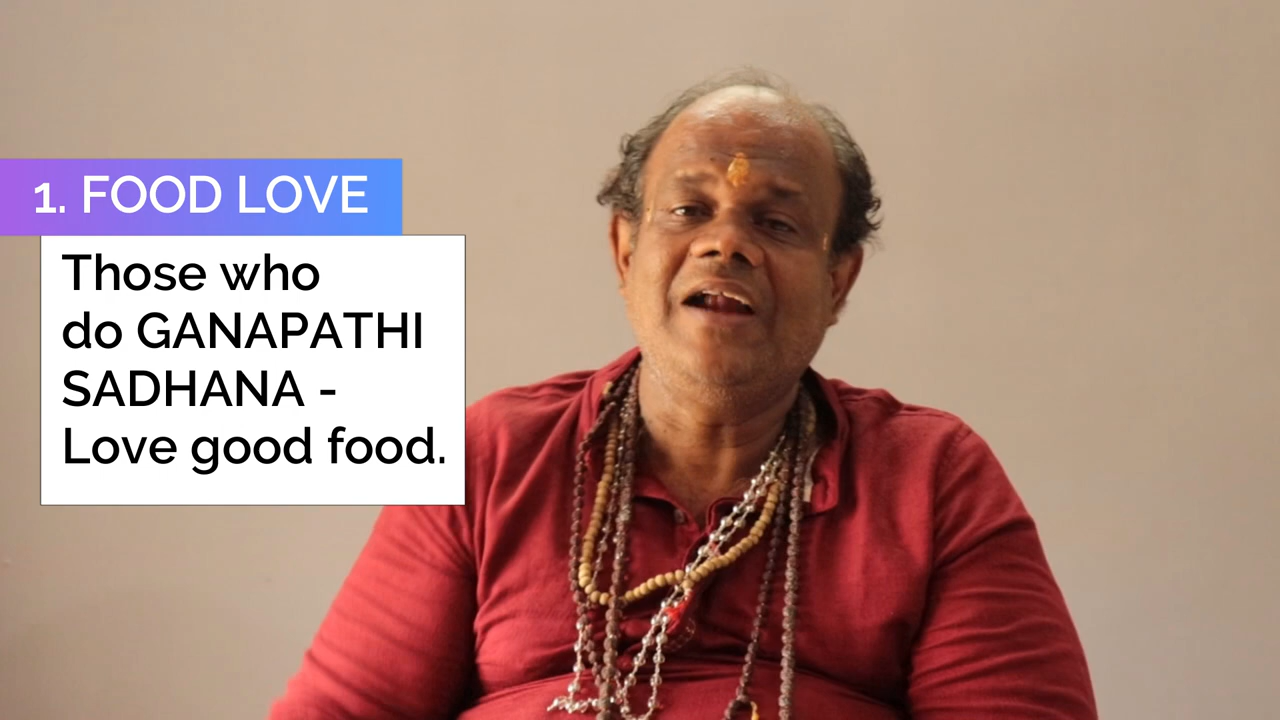 1. FOOD LOVE
Those who
do GANAPATHI
SADHANA -
Love good food.